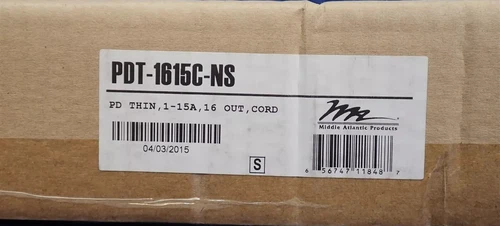 PDT-1615C-NS
PD THIN,1-15A,16 OUT,CORD
Middle Atlantic Products
04/03/2015
S
6 56747 11848 7